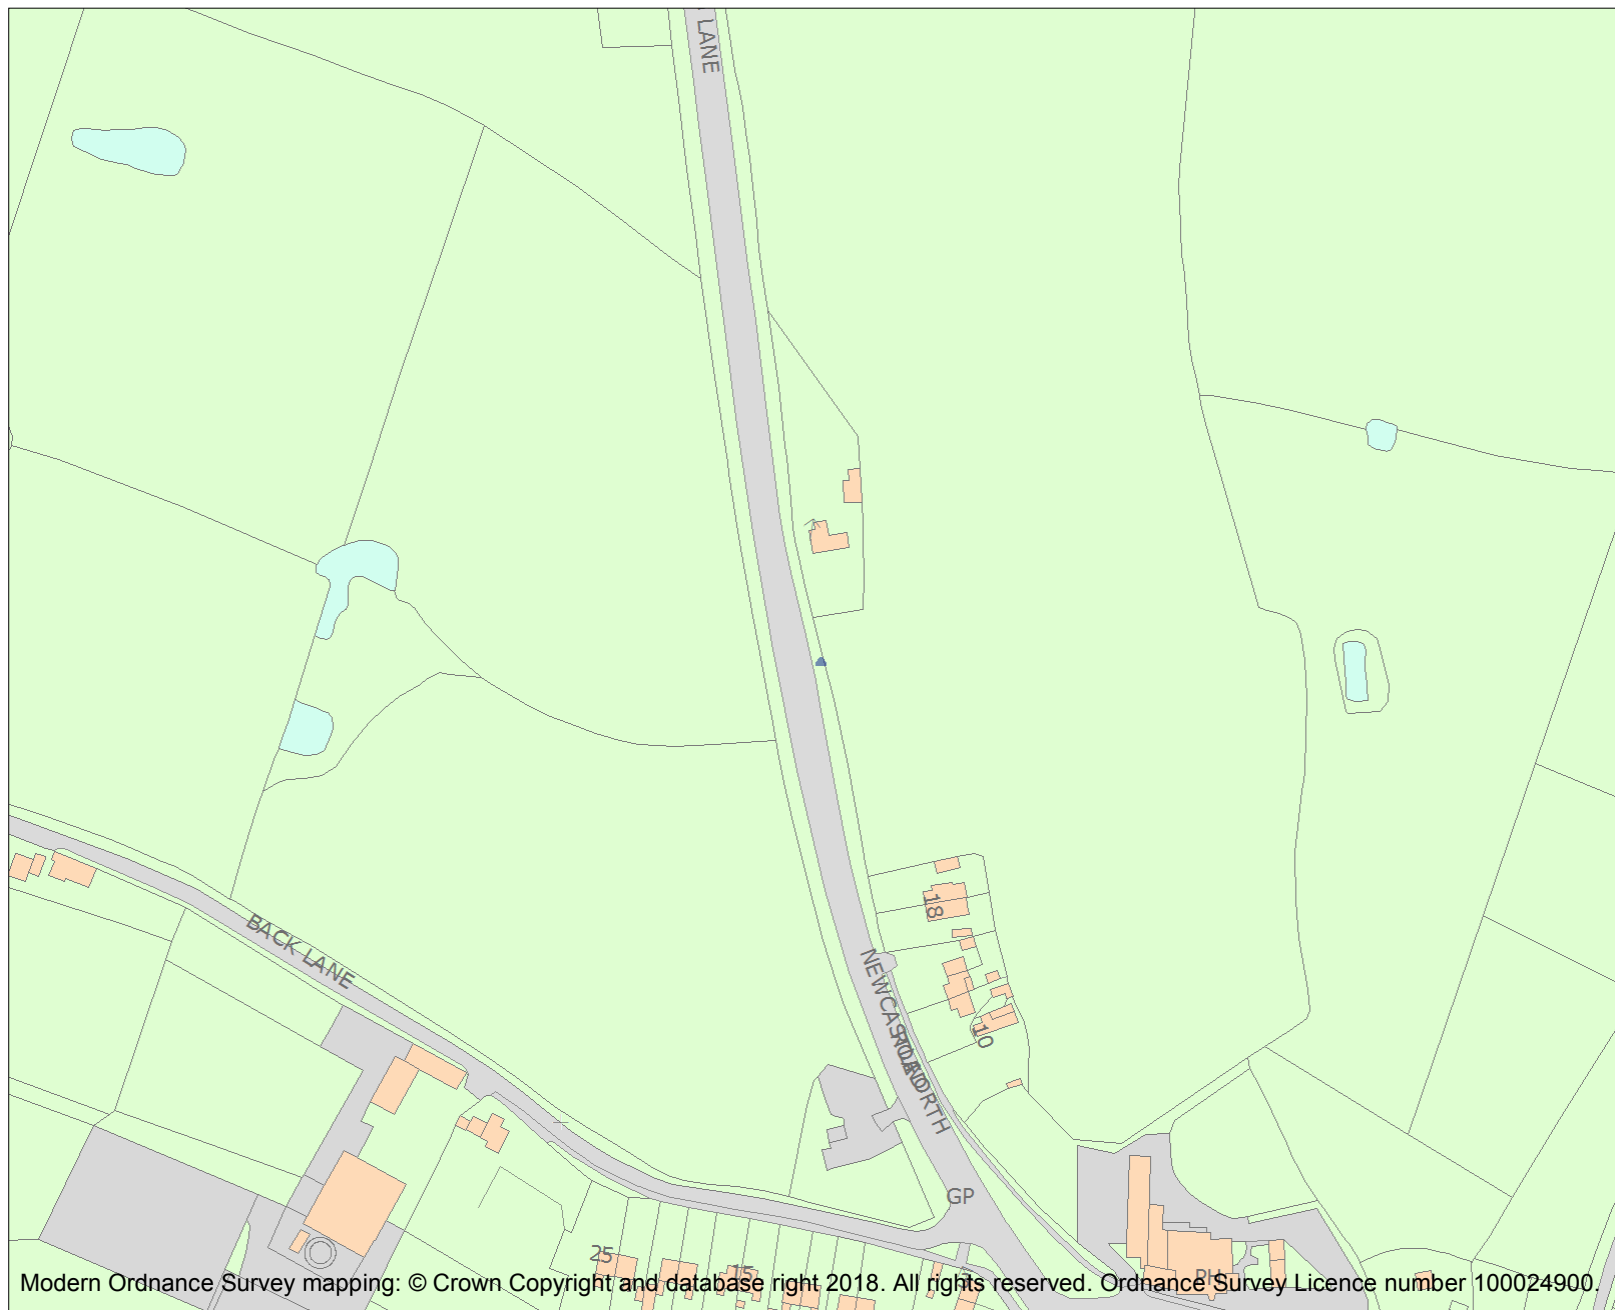 LANE
BACK LANE
18
NEWCASTLE
ROAD
NORTH
10
GP
25
15
PH
Modern Ordnance Survey mapping: © Crown Copyright and database right 2018. All rights reserved. Ordnance Survey Licence number 100024900.